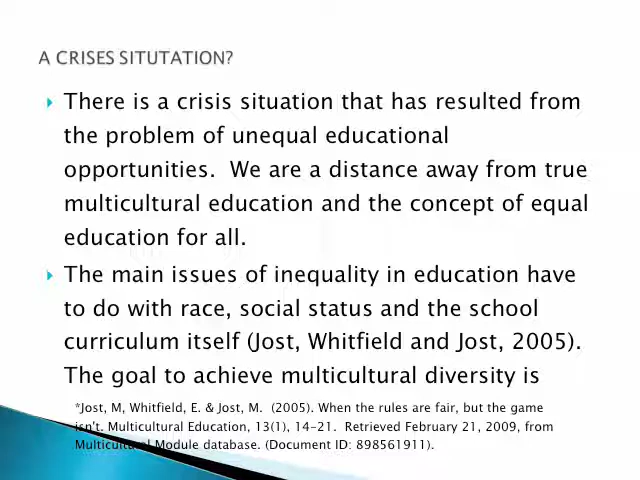 A CRISES SITUTATION?
There is a crisis situation that has resulted from
the problem of unequal educational
opportunities.  We are a distance away from true
multicultural education and the concept of equal
education for all.
The main issues of inequality in education have
to do with race, social status and the school
curriculum itself (Jost, Whitfield and Jost, 2005).
The goal to achieve multicultural diversity is
*Jost, M, Whitfield, E. & Jost, M.  (2005). When the rules are fair, but the game
isn't. Multicultural Education, 13(1), 14-21.  Retrieved February 21, 2009, from
Multicultural Module database. (Document ID: 898561911).